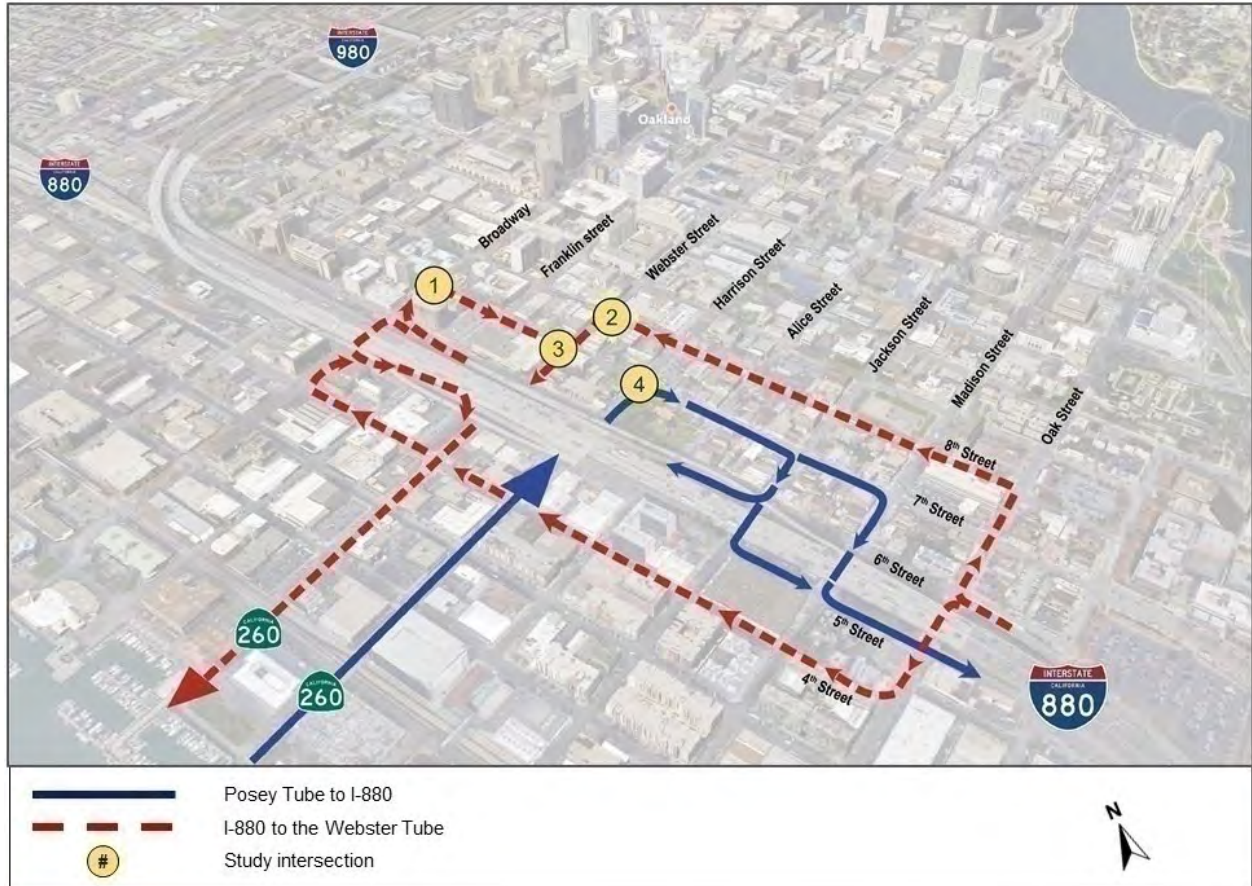 INTERSTATE
CALIFORNIA
980
Oakland
INTERSTATE
CALIFORNIA
880
Broadway
Franklin street
Webster Street
Harrison Street
Alice Street
Jackson Street
Madison Street
Oak Street
1
2
3
4
8th Street
7th Street
6th Street
5th Street
4th Street
CALIFORNIA
260
CALIFORNIA
260
INTERSTATE
CALIFORNIA
880
Posey Tube to I-880
I-880 to the Webster Tube
# Study intersection
N